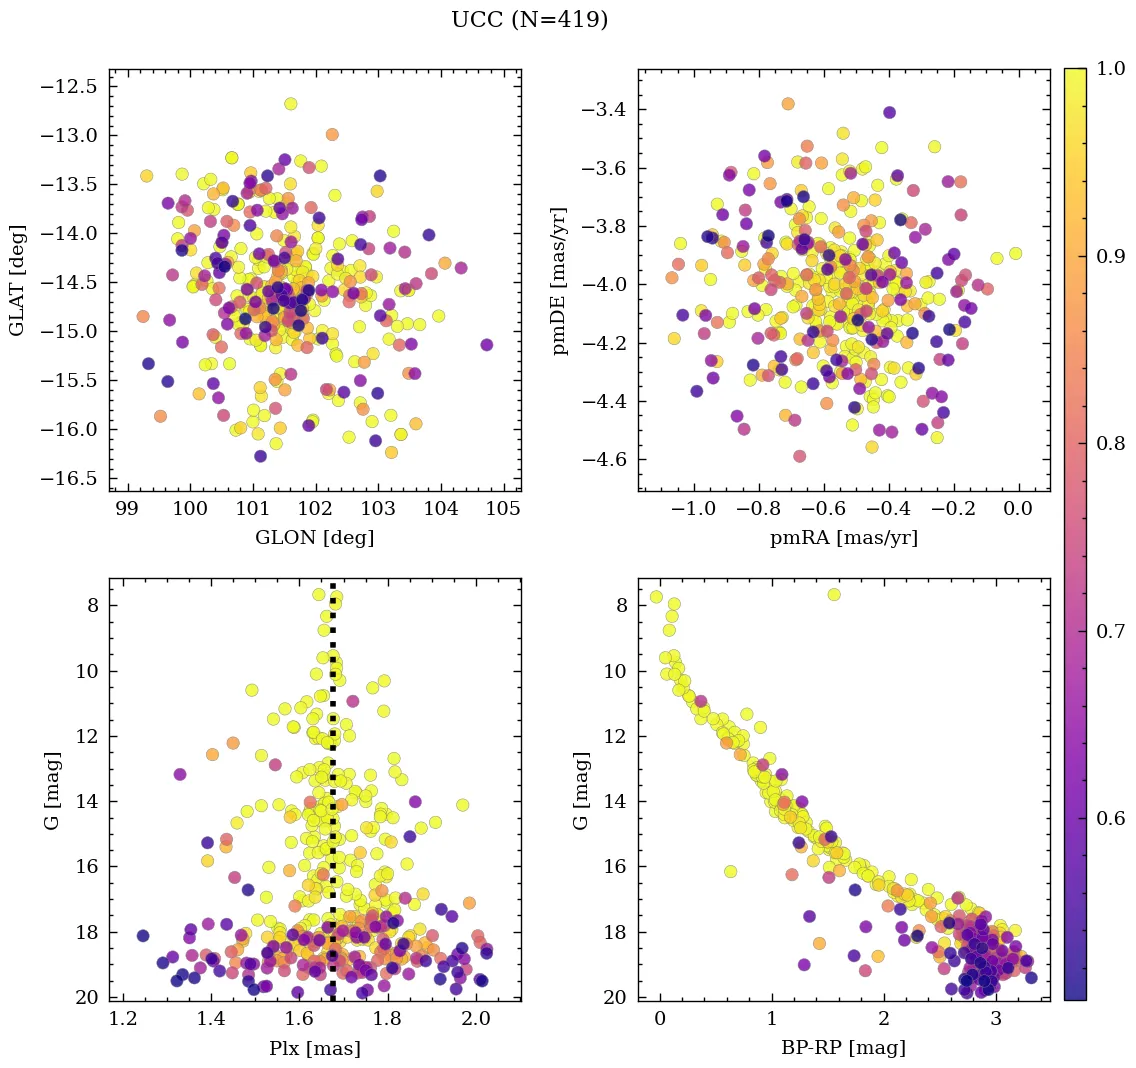 UCC (N=419)
−12.5
−13.0
−13.5
−14.0
−14.5
−15.0
−15.5
−16.0
−16.5
GLAT [deg]
99 100 101 102 103 104 105
GLON [deg]
−3.4
−3.6
−3.8
−4.0
−4.2
−4.4
−4.6
pmDE [mas/yr]
−1.0 −0.8 −0.6 −0.4 −0.2 0.0
pmRA [mas/yr]
8
10
12
14
16
18
20
G [mag]
1.2 1.4 1.6 1.8 2.0
Plx [mas]
8
10
12
14
16
18
20
G [mag]
0 1 2 3
BP-RP [mag]
1.0
0.9
0.8
0.7
0.6